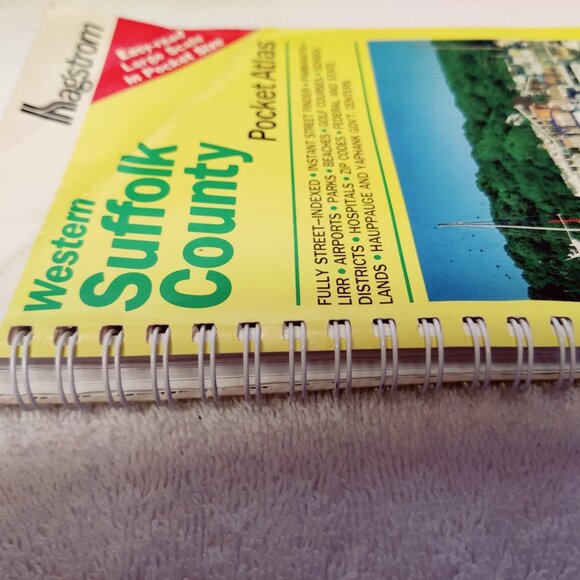 Hagstrom
Easy-read
Large Scale
in Pocket Size
Western
Suffolk
County
Pocket Atlas
FULLY STREET–INDEXED • INSTANT STREET FINDER • PARKWAYS •
LIRR • AIRPORTS • PARKS • BEACHES • GOLF COURSES • SCHOOL
DISTRICTS • HOSPITALS • ZIP CODES • FEDERAL AND STATE
LANDS • HAUPPAUGE AND YAPHANK GOVT. CENTERS